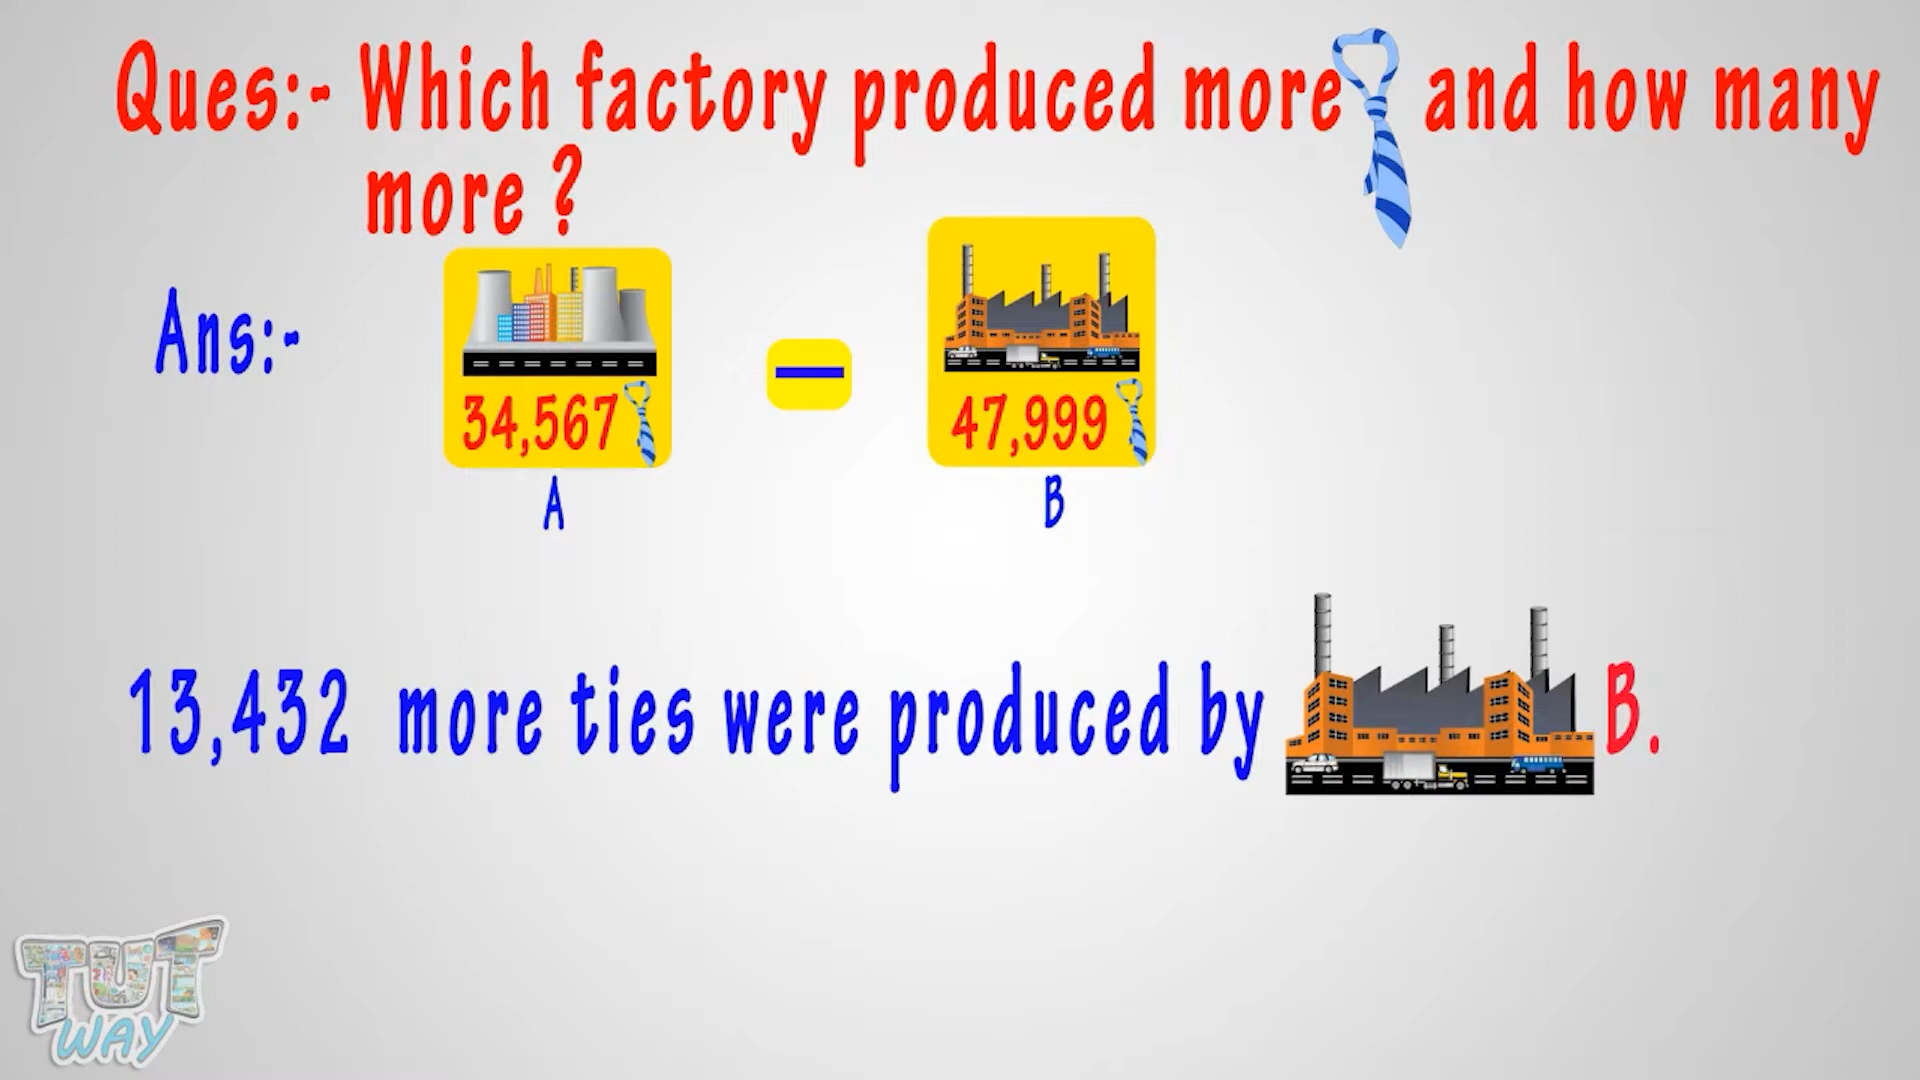 Ques:- Which factory produced more and how many
more ?
Ans:-
34,567
–
47,999
A
B
13,432 more ties were produced by B.
TUT
WAY